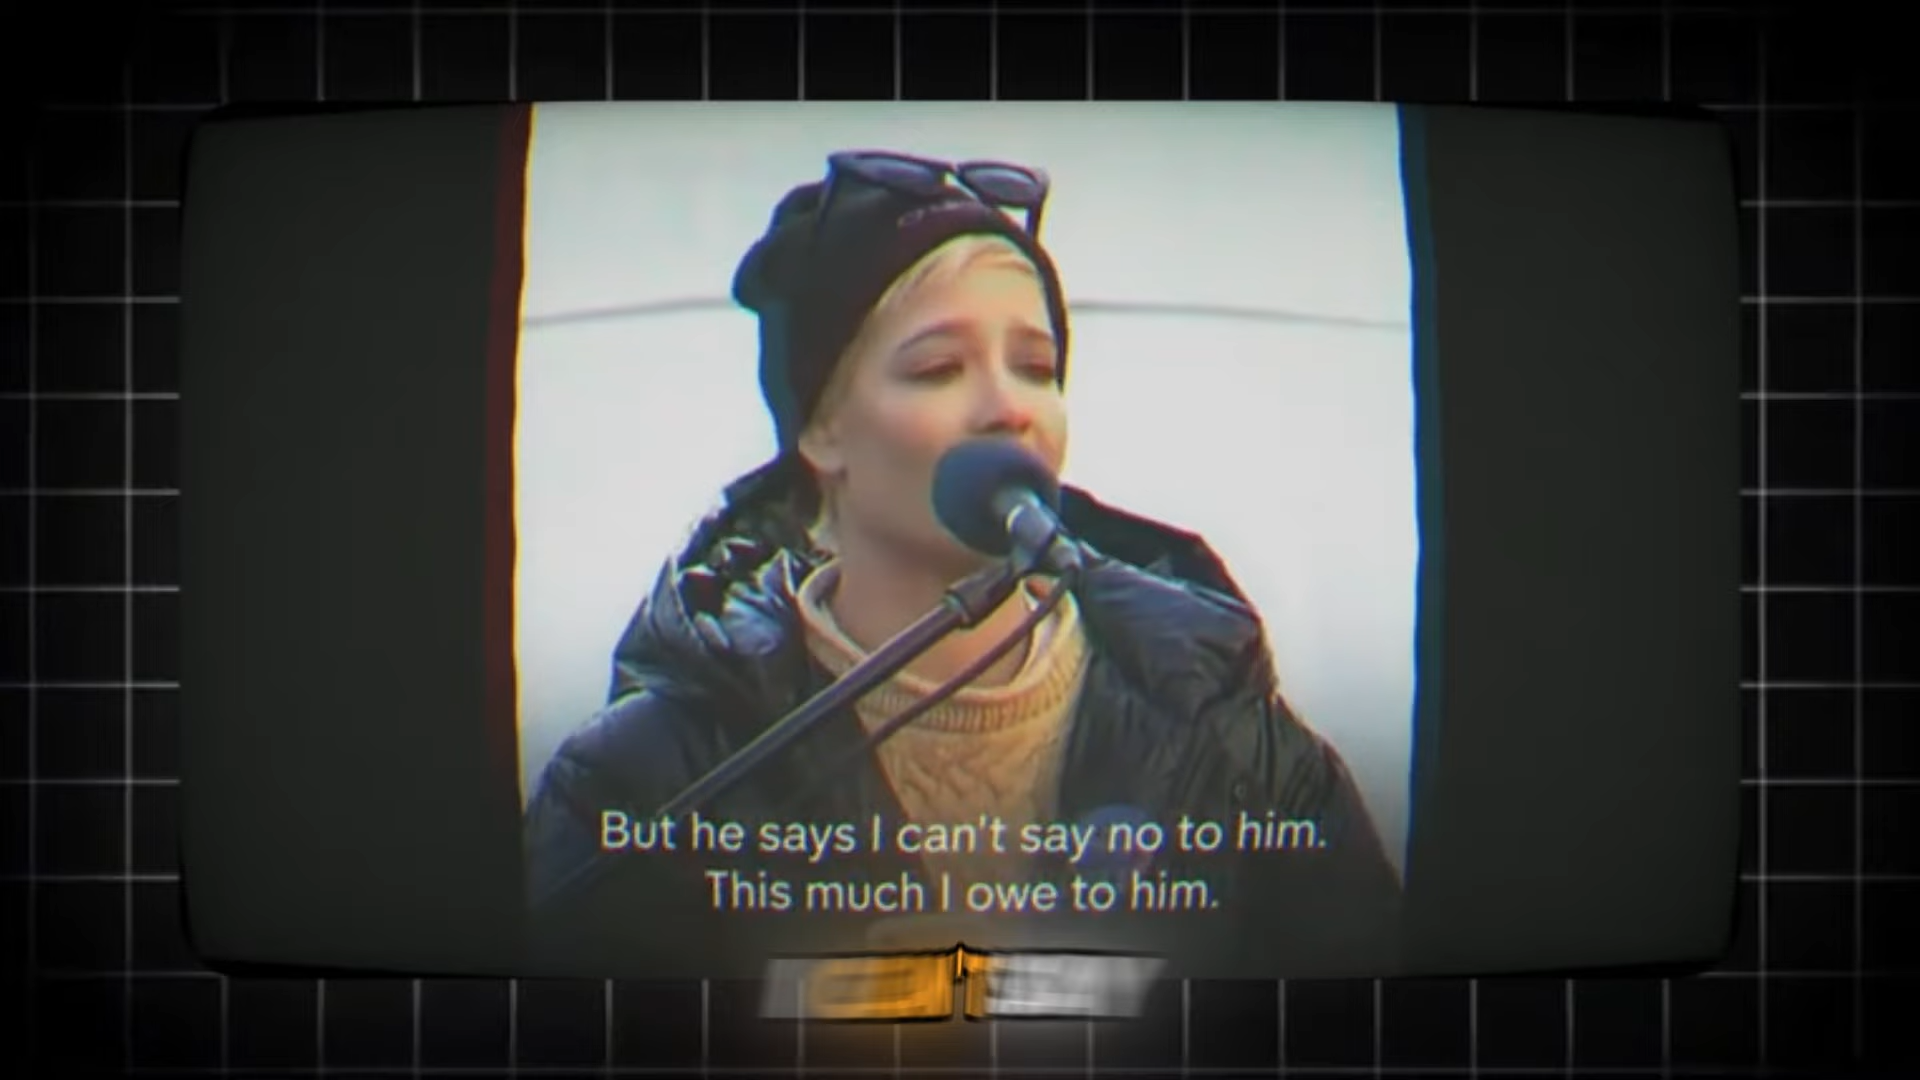 But he says I can't say no to him.
This much I owe to him.